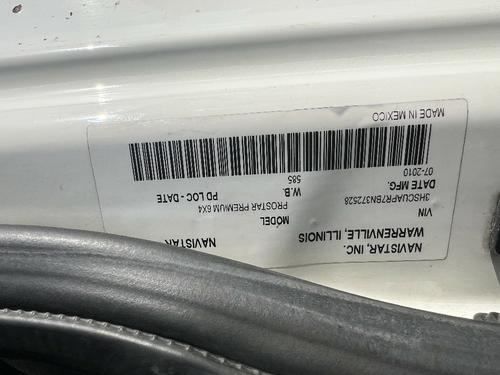 NAVISTAR, INC. NAVISTAR
WARRENVILLE, ILLINOIS
VIN MODEL
3HSCUAPR7BN372528 PROSTAR PREMIUM 6X4
DATE MFG. W.B. PD LOC - DATE
07-2010 585
MADE IN MEXICO